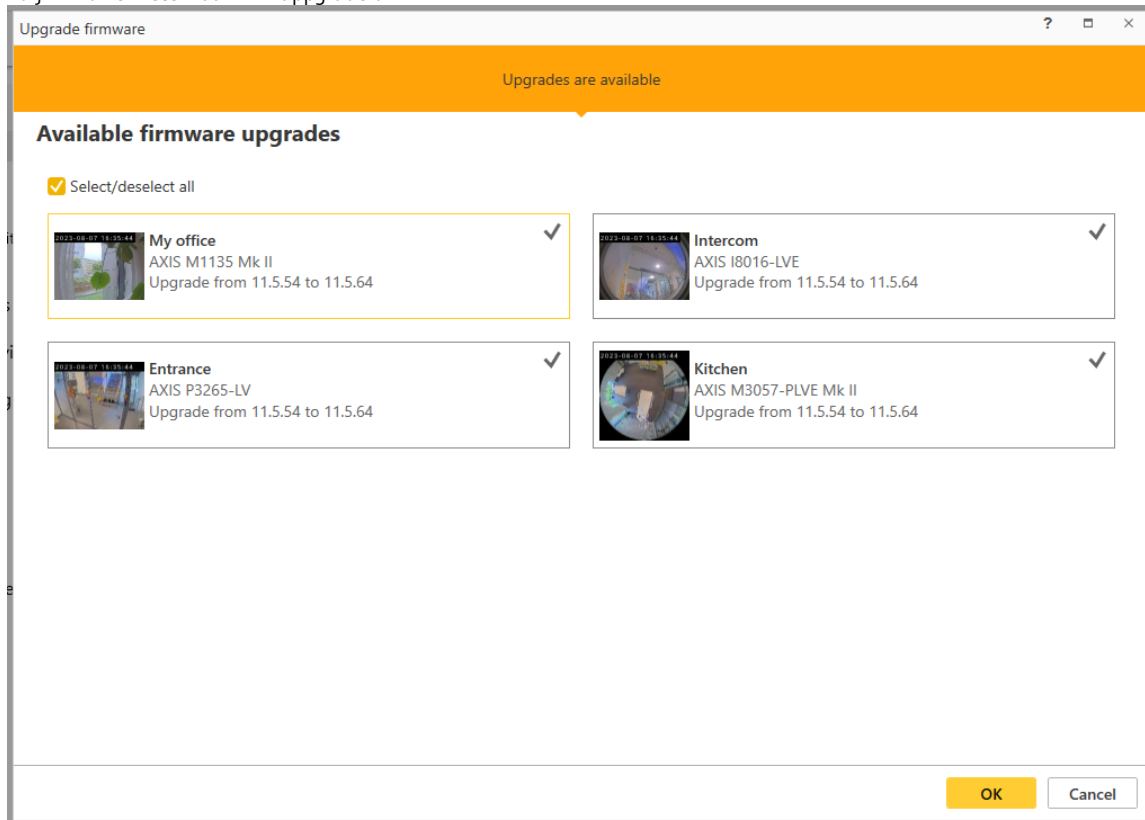 Upgrade firmware
Upgrades are available
Available firmware upgrades
Select/deselect all
2023-08-07 16:35:44
My office
AXIS M1135 Mk II
Upgrade from 11.5.54 to 11.5.64
2023-08-07 16:35:44
Intercom
AXIS I8016-LVE
Upgrade from 11.5.54 to 11.5.64
2023-08-07 16:35:44
Entrance
AXIS P3265-LV
Upgrade from 11.5.54 to 11.5.64
2023-08-07 16:35:44
Kitchen
AXIS M3057-PLVE Mk II
Upgrade from 11.5.54 to 11.5.64
OK
Cancel